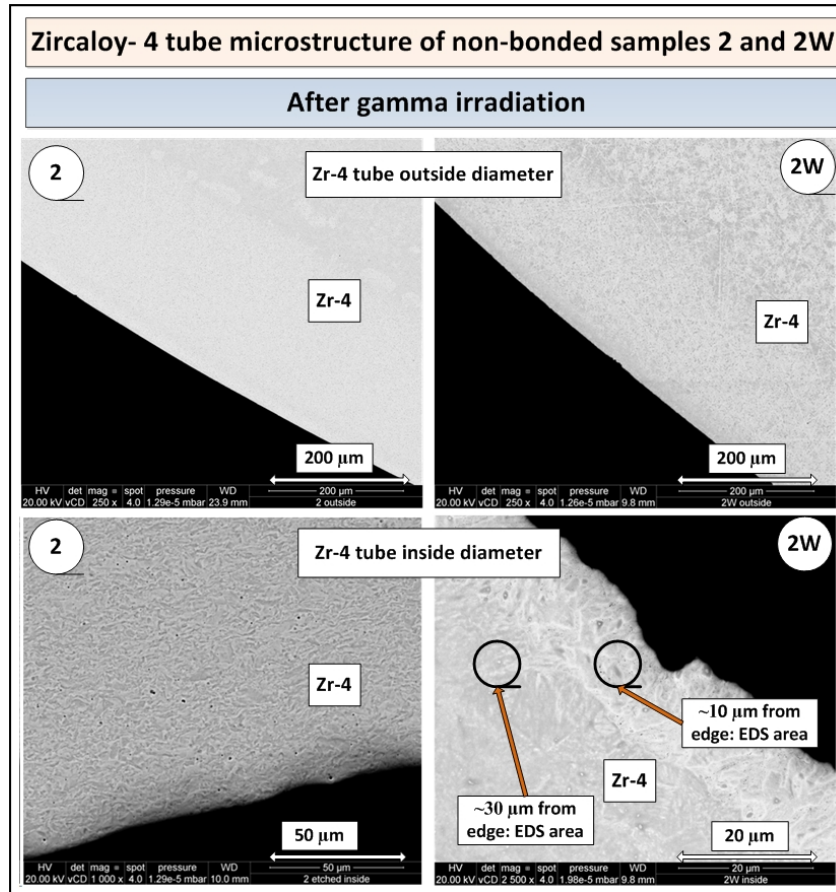 Zircaloy- 4 tube microstructure of non-bonded samples 2 and 2W
After gamma irradiation
2
Zr-4 tube outside diameter
2W
Zr-4
Zr-4
200 µm
200 µm
HV det mag = spot pressure WD 200 µm
20.00 kV vCD 250 x 4.0 1.29e-5 mbar 23.9 mm 2 outside
HV det mag = spot pressure WD 200 µm
20.00 kV vCD 250 x 4.0 1.26e-5 mbar 9.8 mm 2W outside
2
Zr-4 tube inside diameter
2W
Zr-4
~10 µm from
edge: EDS area
Zr-4
~30 µm from
edge: EDS area
50 µm
20 µm
HV det mag = spot pressure WD 50 µm
20.00 kV vCD 1 000 x 4.0 1.29e-5 mbar 10.0 mm 2 etched inside
HV det mag = spot pressure WD 20 µm
20.00 kV vCD 2 500 x 4.0 1.98e-5 mbar 9.8 mm 2W inside